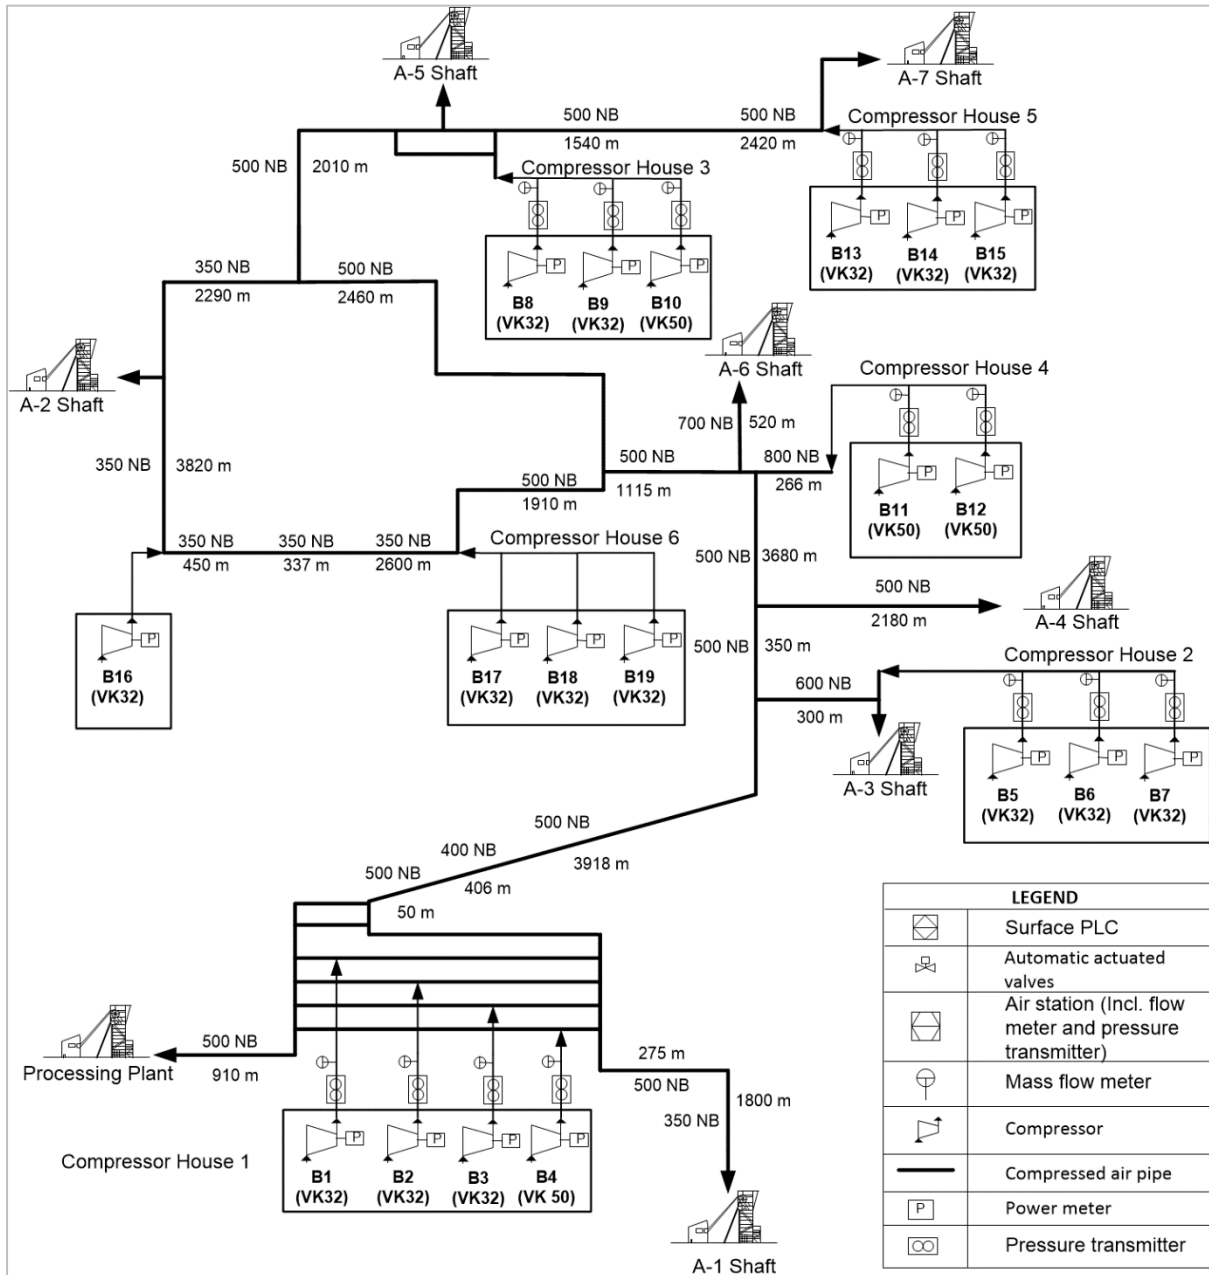 A-5 Shaft
A-7 Shaft
500 NB
1540 m
500 NB
2420 m
Compressor House 5
500 NB
2010 m
Compressor House 3
P
P
P
B13
(VK32)
B14
(VK32)
B15
(VK32)
350 NB
2290 m
500 NB
2460 m
P
P
P
B8
(VK32)
B9
(VK32)
B10
(VK50)
A-2 Shaft
A-6 Shaft
Compressor House 4
700 NB
520 m
350 NB
3820 m
500 NB
1910 m
500 NB
1115 m
800 NB
266 m
P
P
B11
(VK50)
B12
(VK50)
350 NB
450 m
350 NB
337 m
350 NB
2600 m
Compressor House 6
500 NB
3680 m
500 NB
2180 m
A-4 Shaft
P
B16
(VK32)
P
P
P
B17
(VK32)
B18
(VK32)
B19
(VK32)
500 NB
350 m
Compressor House 2
600 NB
300 m
A-3 Shaft
P
P
P
B5
(VK32)
B6
(VK32)
B7
(VK32)
500 NB
3918 m
400 NB
406 m
500 NB
50 m
Processing Plant
500 NB
910 m
275 m
500 NB
1800 m
350 NB
Compressor House 1
P
P
P
P
B1
(VK32)
B2
(VK32)
B3
(VK32)
B4
(VK 50)
A-1 Shaft
LEGEND
Surface PLC
Automatic actuated
valves
Air station (Incl. flow
meter and pressure
transmitter)
Mass flow meter
Compressor
Compressed air pipe
P
Power meter
Pressure transmitter